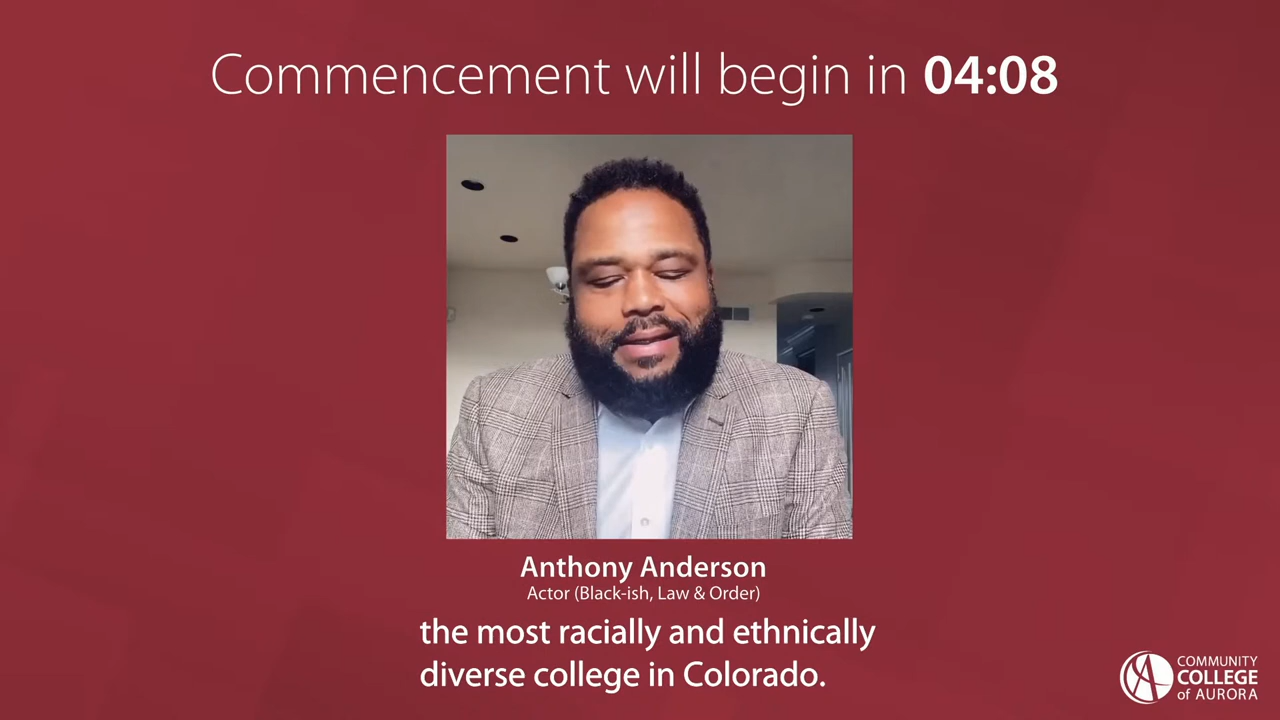 Commencement will begin in 04:08
Anthony Anderson
Actor (Black-ish, Law & Order)
the most racially and ethnically
diverse college in Colorado.
COMMUNITY
COLLEGE
of AURORA